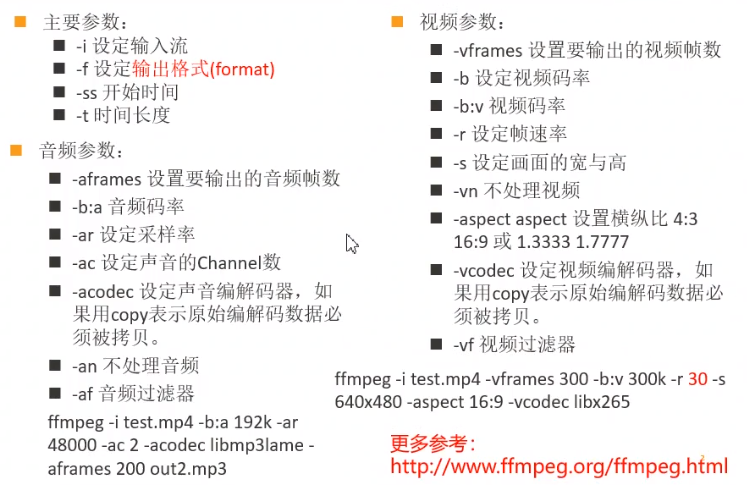 主要参数：
-i 设定输入流
-f 设定输出格式(format)
-ss 开始时间
-t 时间长度
音频参数：
-aframes 设置要输出的音频帧数
-b:a 音频码率
-ar 设定采样率
-ac 设定声音的Channel数
-acodec 设定声音编解码器，如
果用copy表示原始编解码数据必
须被拷贝。
-an 不处理音频
-af 音频过滤器
ffmpeg -i test.mp4 -b:a 192k -ar
48000 -ac 2 -acodec libmp3lame -
aframes 200 out2.mp3
视频参数：
-vframes 设置要输出的视频帧数
-b 设定视频码率
-b:v 视频码率
-r 设定帧速率
-s 设定画面的宽与高
-vn 不处理视频
-aspect aspect 设置横纵比 4:3
16:9 或 1.3333 1.7777
-vcodec 设定视频编解码器，如
果用copy表示原始编解码数据必
须被拷贝。
-vf 视频过滤器
ffmpeg -i test.mp4 -vframes 300 -b:v 300k -r 30 -s
640x480 -aspect 16:9 -vcodec libx265
更多参考：
http://www.ffmpeg.org/ffmpeg.html
2